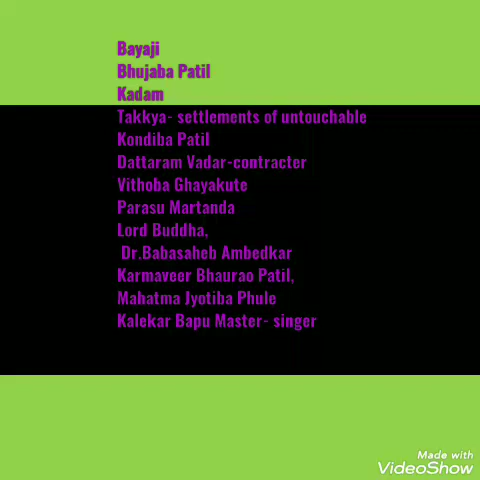 Bayaji
Bhujaba Patil
Kadam
Takkya- settlements of untouchable
Kondiba Patil
Dattaram Vadar-contracter
Vithoba Ghayakute
Parasu Martanda
Lord Buddha,
Dr.Babasaheb Ambedkar
Karmaveer Bhaurao Patil,
Mahatma Jyotiba Phule
Kalekar Bapu Master- singer
Made with
VideoShow